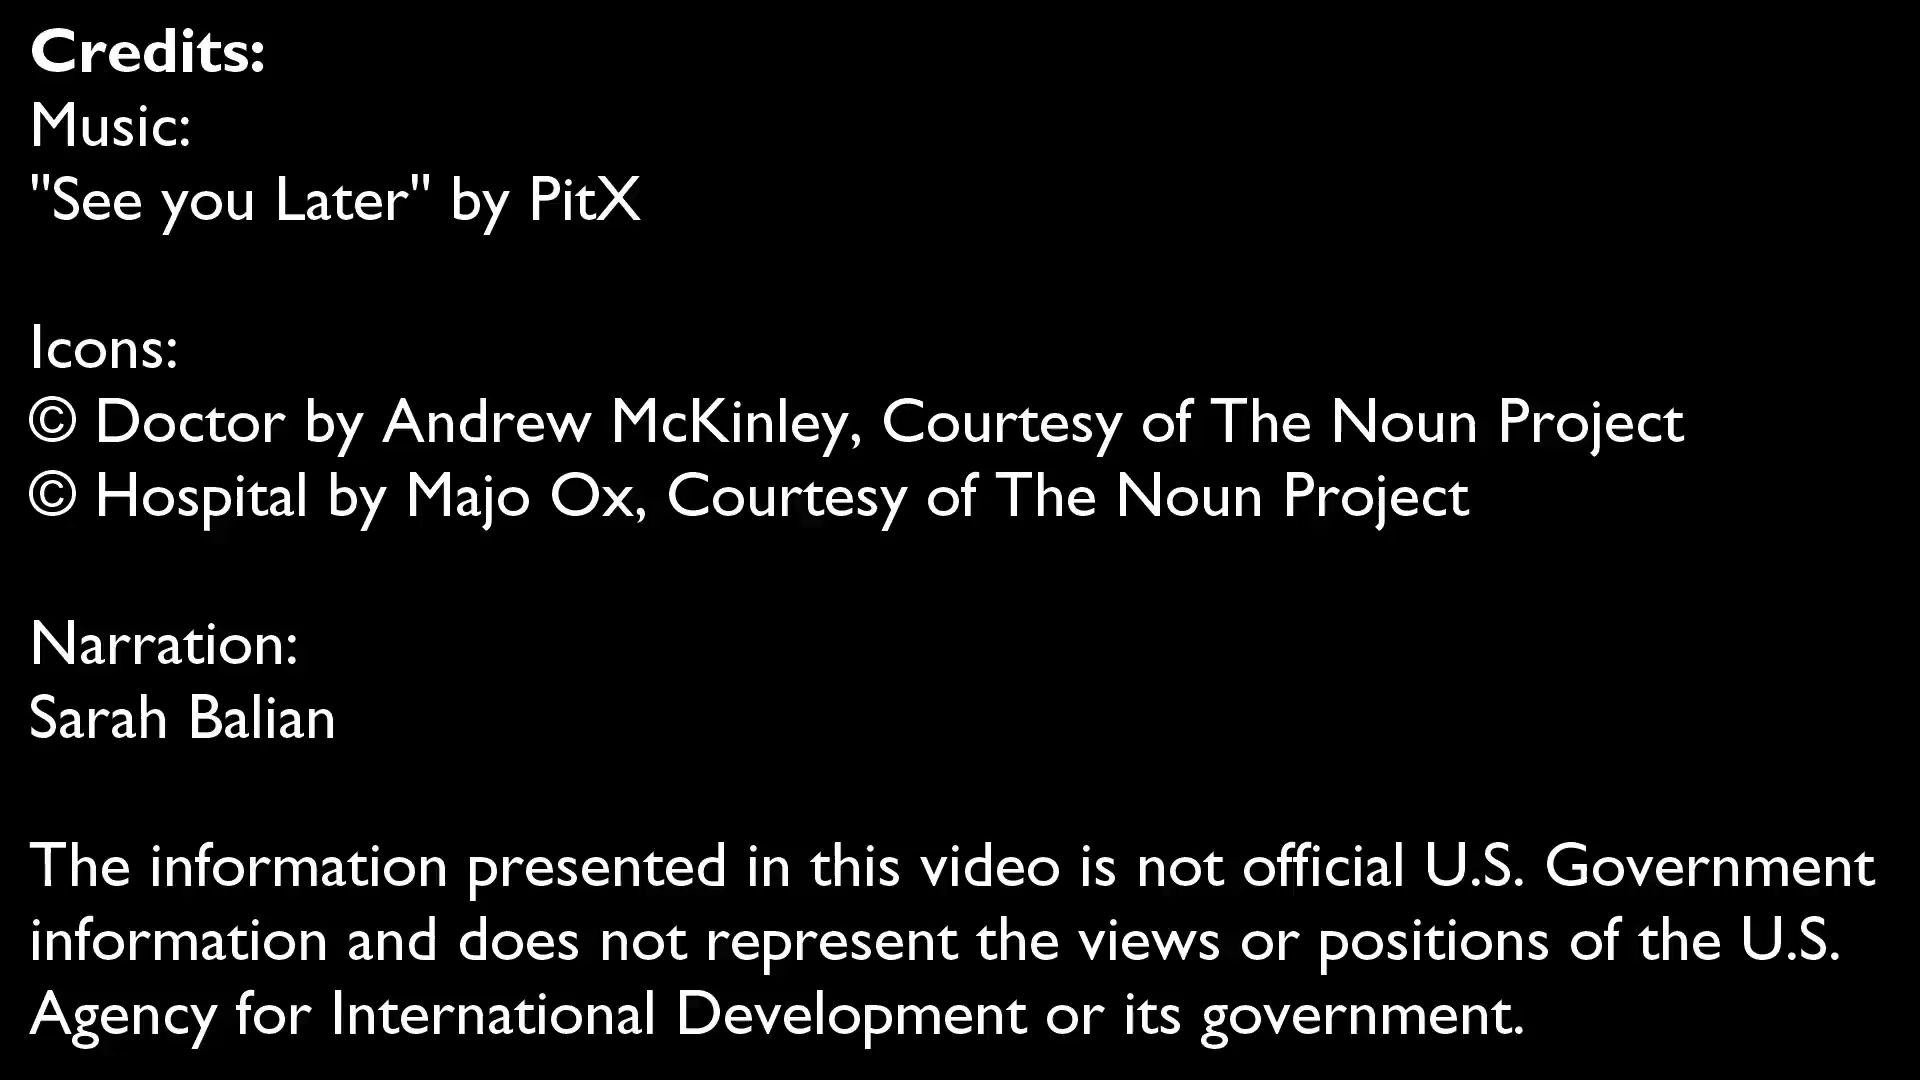 Credits:
Music:
"See you Later" by PitX
Icons:
© Doctor by Andrew McKinley, Courtesy of The Noun Project
© Hospital by Majo Ox, Courtesy of The Noun Project
Narration:
Sarah Balian
The information presented in this video is not official U.S. Government
information and does not represent the views or positions of the U.S.
Agency for International Development or its government.